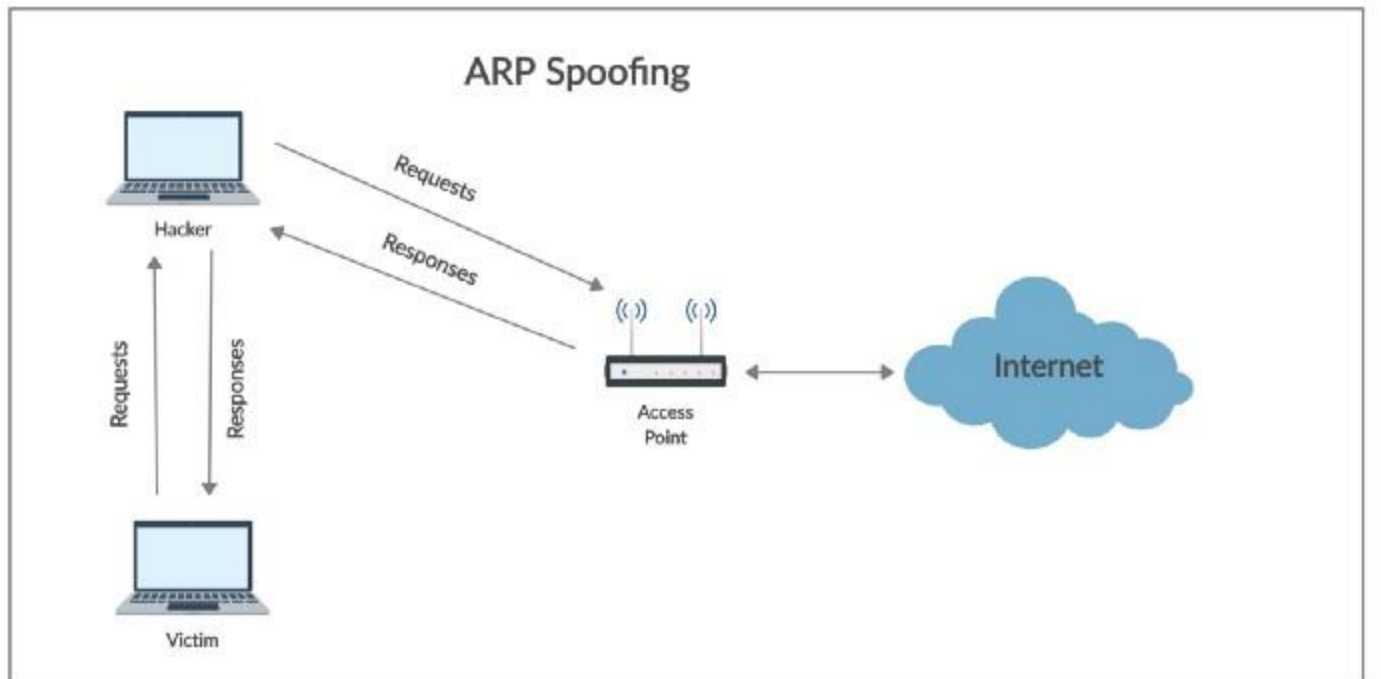 ARP Spoofing
Requests
Hacker
Responses
Requests
Responses
Internet
Access
Point
Victim